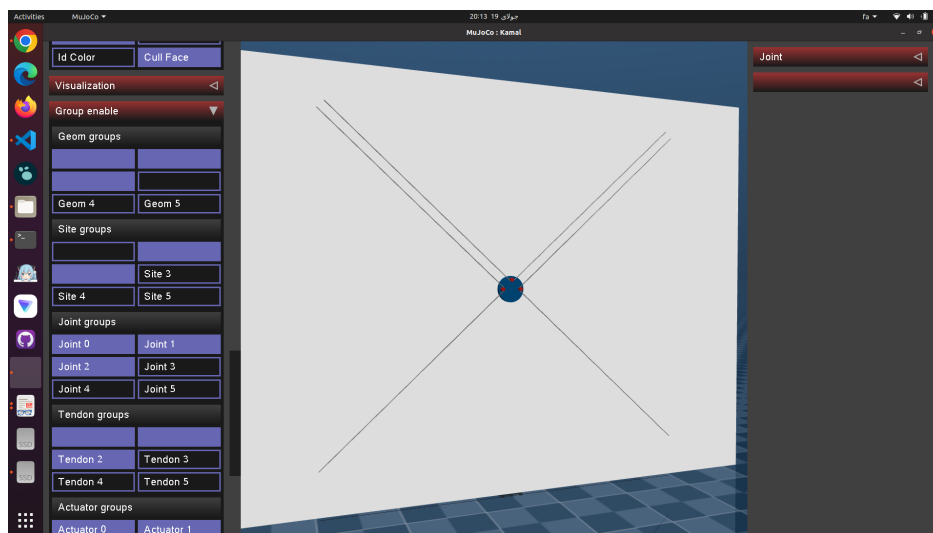 Activities MuJoCo 20:13 19 جولای fa
MuJoCo : Kamal
Id Color Cull Face
Visualization
Group enable
Geom groups
Geom 4 Geom 5
Site groups
Site 3
Site 4 Site 5
Joint groups
Joint 0 Joint 1
Joint 2 Joint 3
Joint 4 Joint 5
Tendon groups
Tendon 2 Tendon 3
Tendon 4 Tendon 5
Actuator groups
Actuator 0 Actuator 1
Joint
SSD
SSD